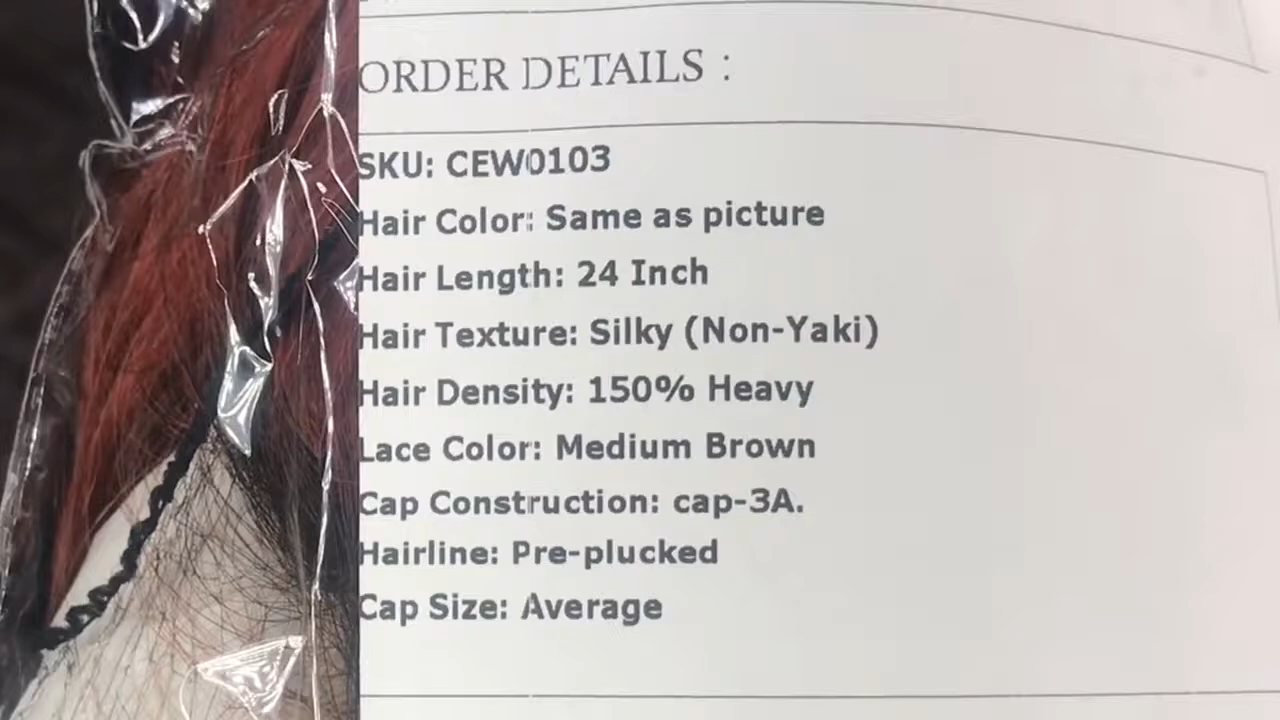 ORDER DETAILS :
SKU: CEW0103
Hair Color: Same as picture
Hair Length: 24 Inch
Hair Texture: Silky (Non-Yaki)
Hair Density: 150% Heavy
Lace Color: Medium Brown
Cap Construction: cap-3A.
Hairline: Pre-plucked
Cap Size: Average